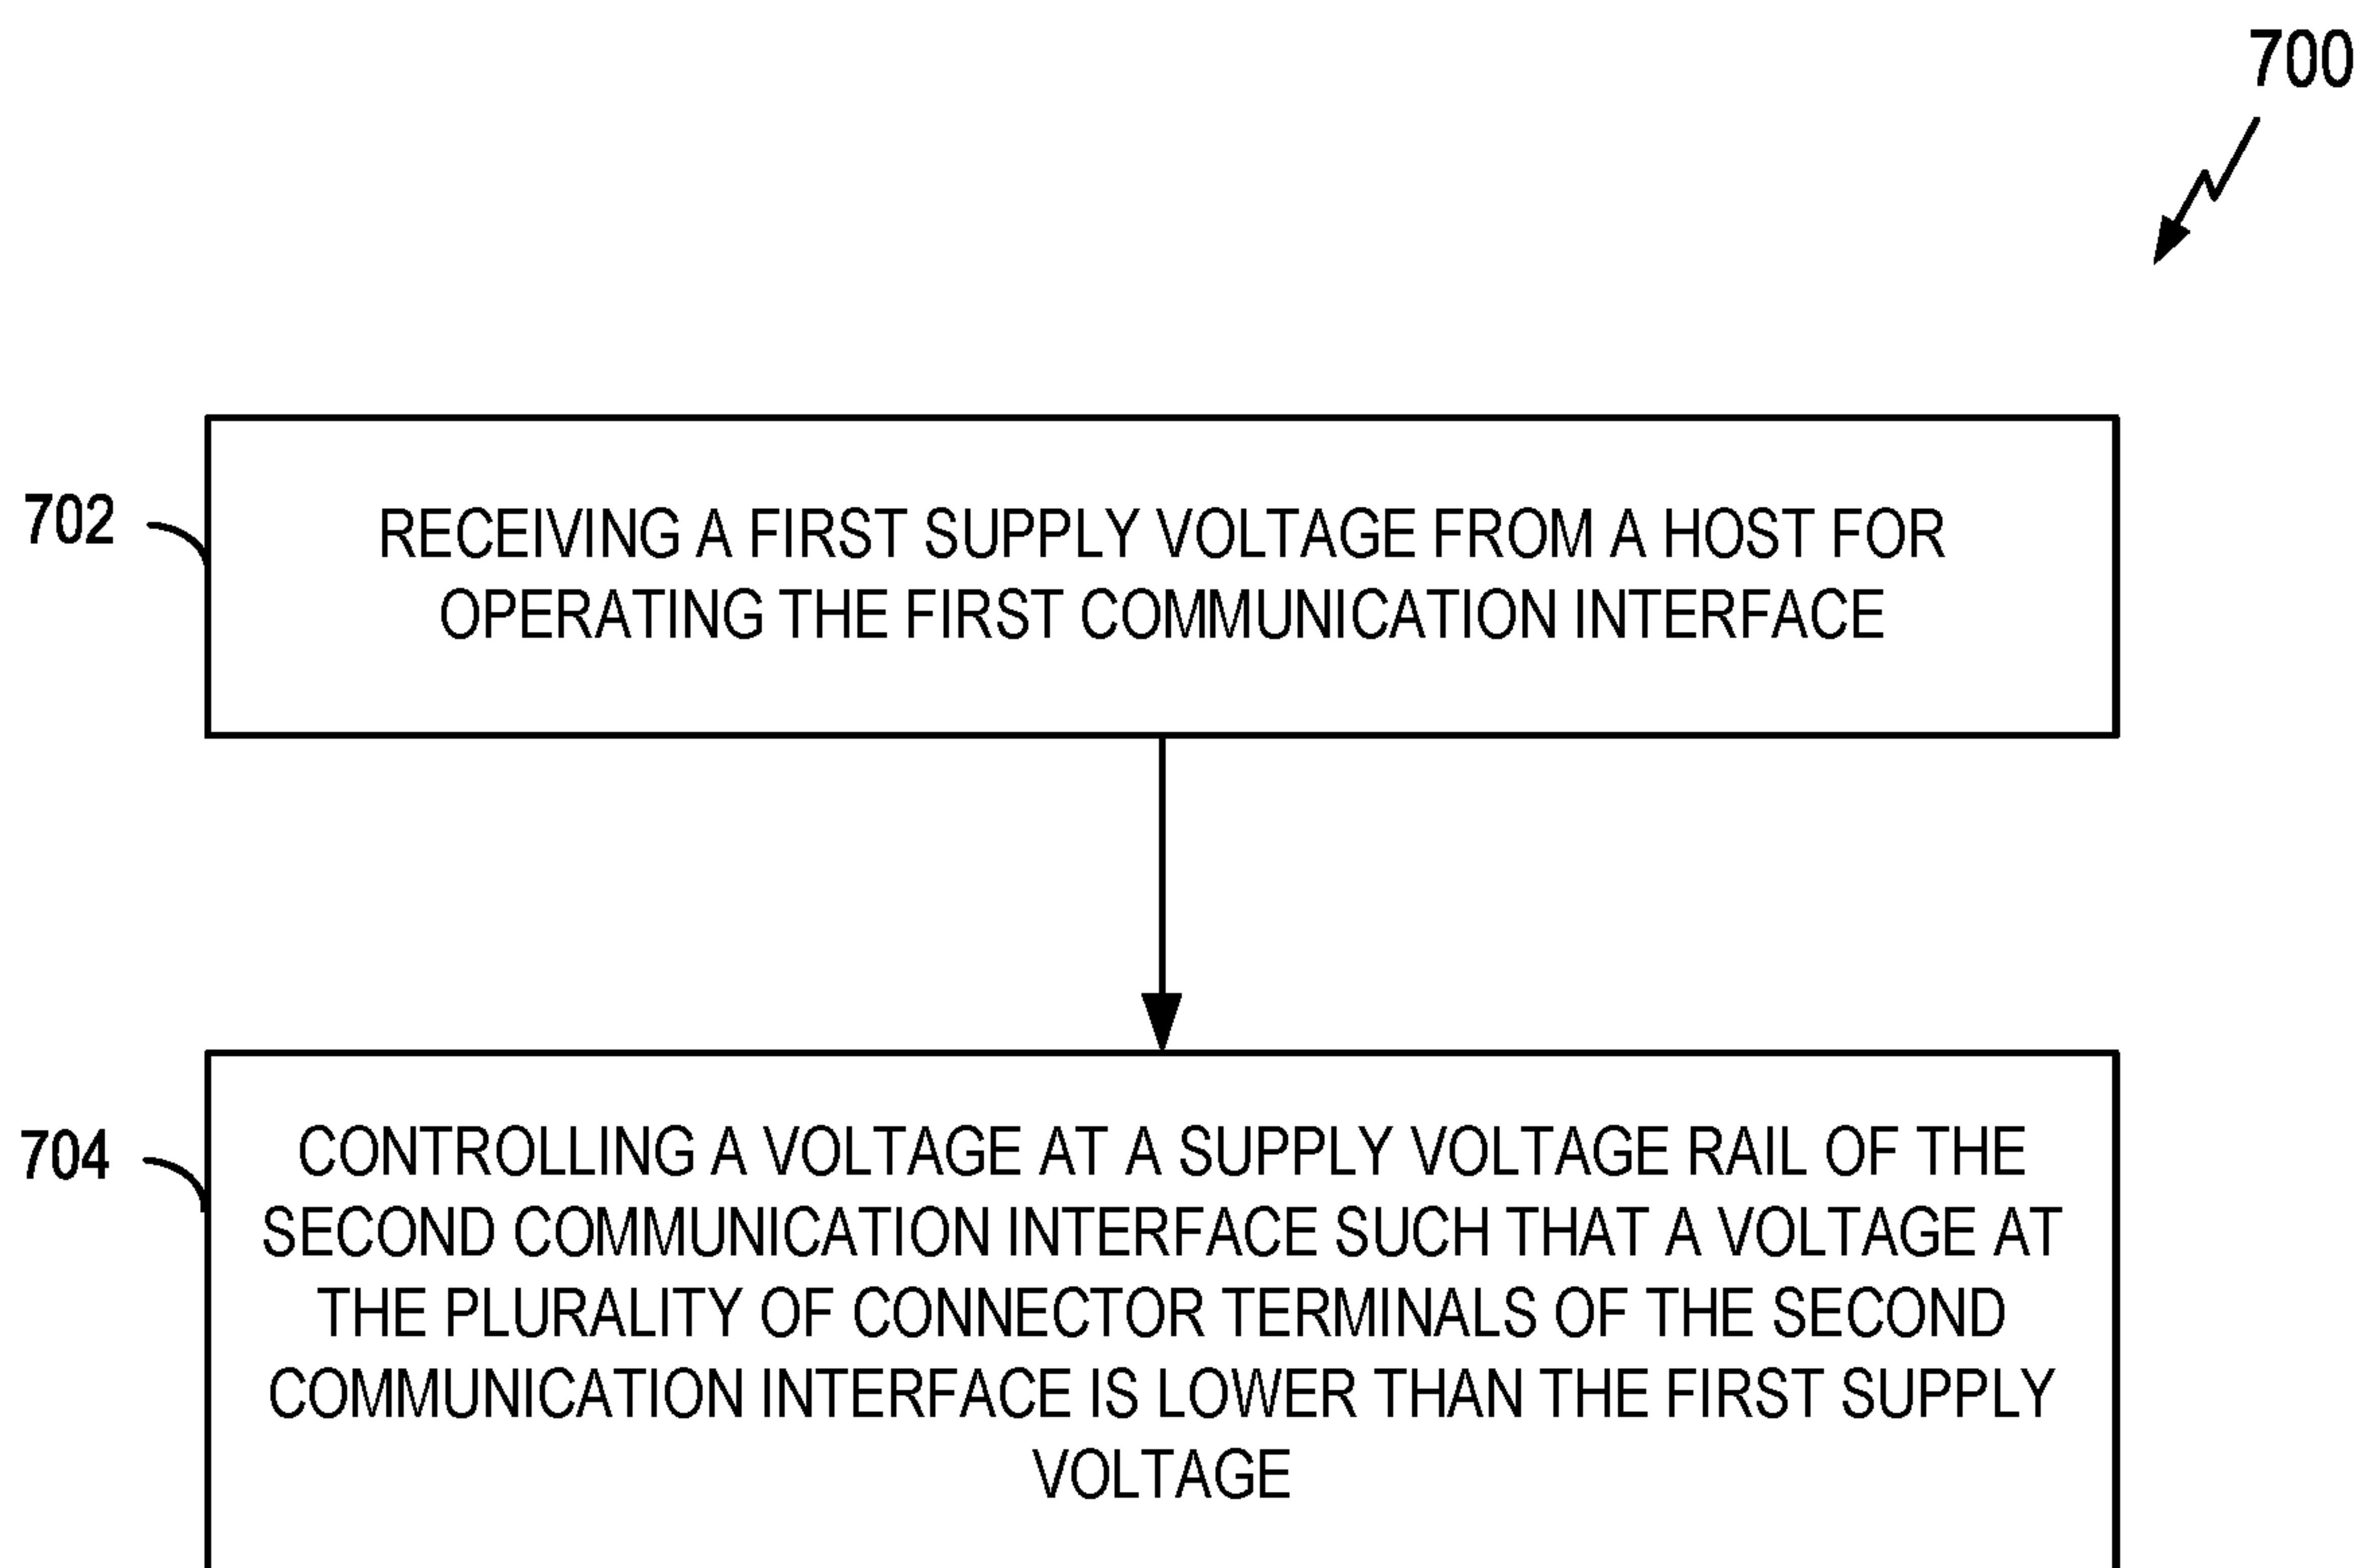 700
702
RECEIVING A FIRST SUPPLY VOLTAGE FROM A HOST FOR
OPERATING THE FIRST COMMUNICATION INTERFACE
704
CONTROLLING A VOLTAGE AT A SUPPLY VOLTAGE RAIL OF THE
SECOND COMMUNICATION INTERFACE SUCH THAT A VOLTAGE AT
THE PLURALITY OF CONNECTOR TERMINALS OF THE SECOND
COMMUNICATION INTERFACE IS LOWER THAN THE FIRST SUPPLY
VOLTAGE